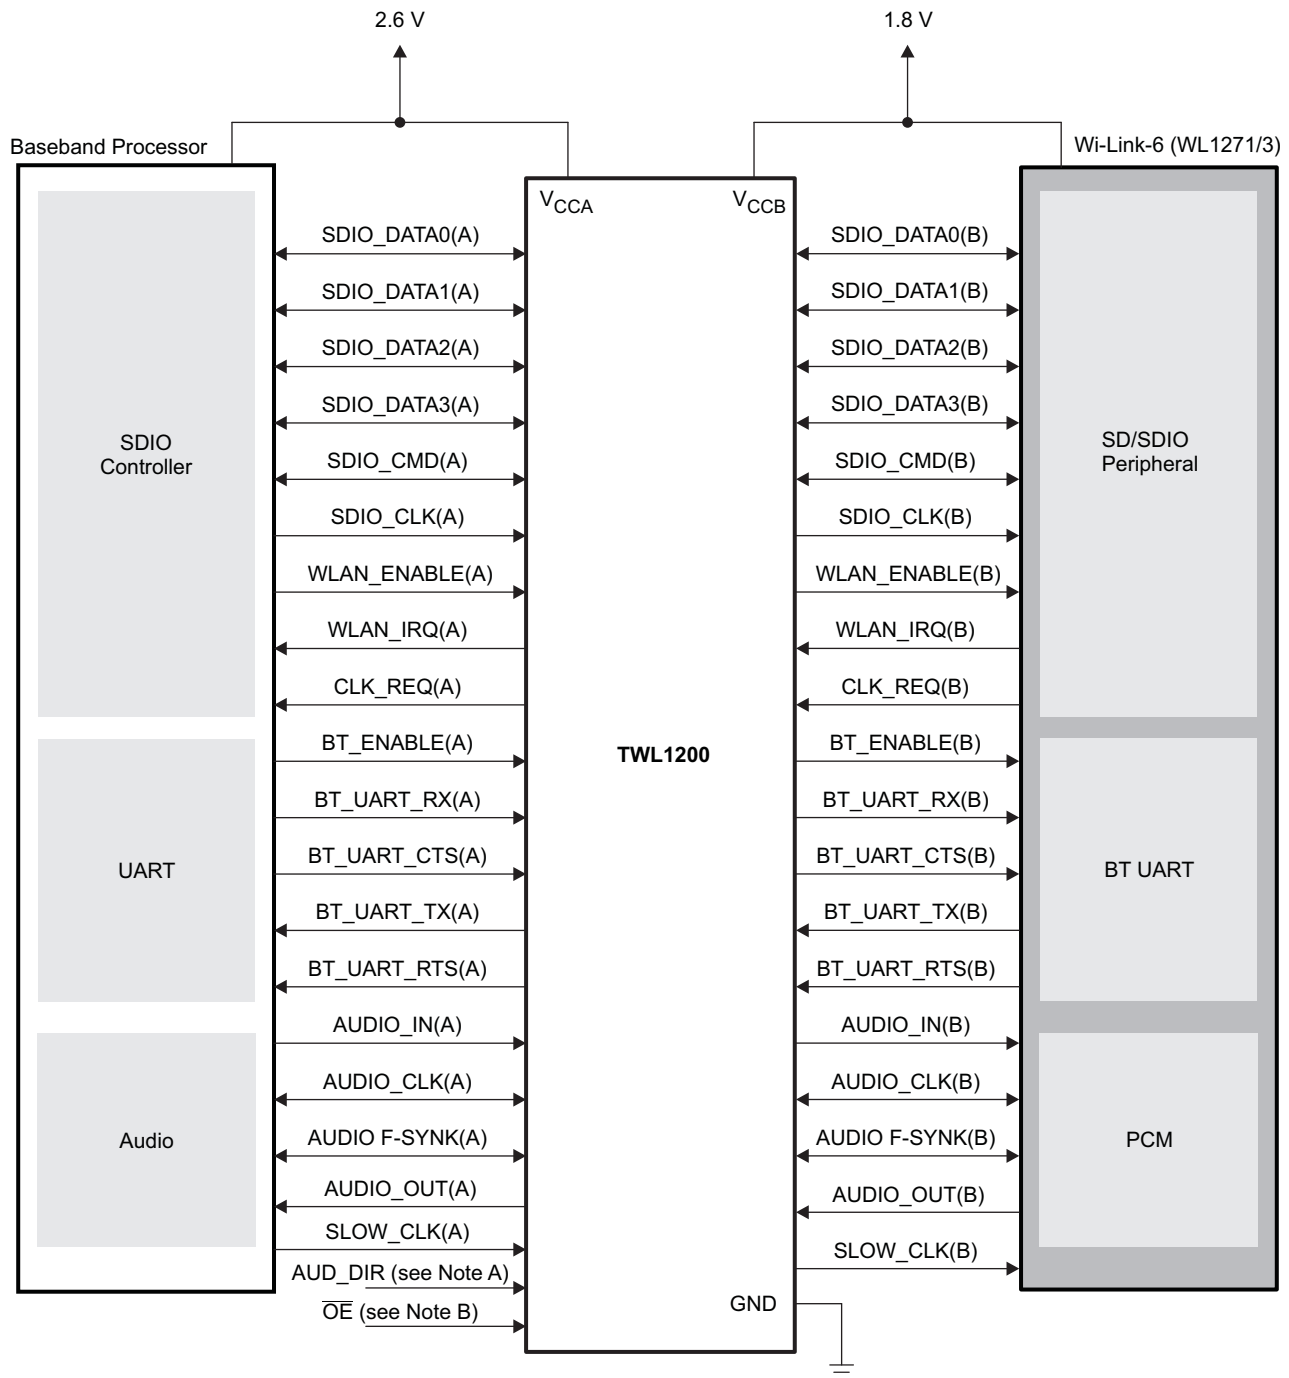 2.6 V
1.8 V
Baseband Processor
Wi-Link-6 (WL1271/3)
VCCA
VCCB
SDIO_DATA0(A)
SDIO_DATA0(B)
SDIO_DATA1(A)
SDIO_DATA1(B)
SDIO_DATA2(A)
SDIO_DATA2(B)
SDIO_DATA3(A)
SDIO_DATA3(B)
SDIO
Controller
SD/SDIO
Peripheral
SDIO_CMD(A)
SDIO_CMD(B)
SDIO_CLK(A)
SDIO_CLK(B)
WLAN_ENABLE(A)
WLAN_ENABLE(B)
WLAN_IRQ(A)
WLAN_IRQ(B)
CLK_REQ(A)
CLK_REQ(B)
BT_ENABLE(A)
TWL1200
BT_ENABLE(B)
BT_UART_RX(A)
BT_UART_RX(B)
BT_UART_CTS(A)
BT_UART_CTS(B)
UART
BT UART
BT_UART_TX(A)
BT_UART_TX(B)
BT_UART_RTS(A)
BT_UART_RTS(B)
AUDIO_IN(A)
AUDIO_IN(B)
AUDIO_CLK(A)
AUDIO_CLK(B)
Audio
AUDIO F-SYNK(A)
AUDIO F-SYNK(B)
PCM
AUDIO_OUT(A)
AUDIO_OUT(B)
SLOW_CLK(A)
SLOW_CLK(B)
AUD_DIR (see Note A)
O̅E̅ (see Note B)
GND